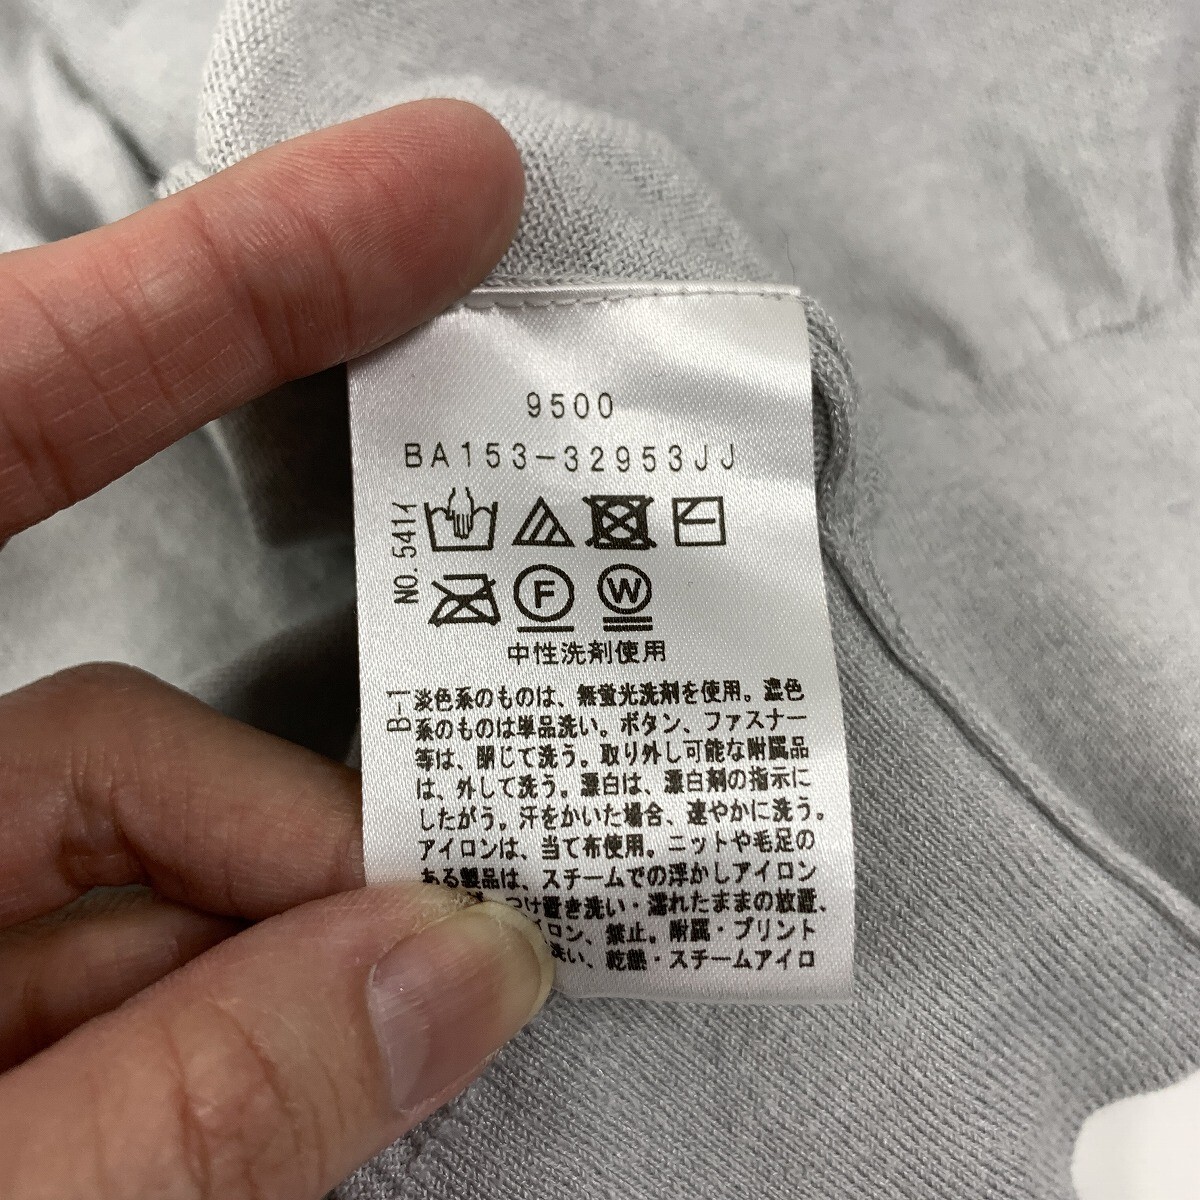 9500
BA153-32953JJ
NO.541イ
F
W
中性洗剤使用
B-1
淡色系のものは、無蛍光洗剤を使用。濃色
系のものは単品洗い。ボタン、ファスナー
等は、閉じて洗う。取り外し可能な附属品
は、外して洗う。漂白は、漂白剤の指示に
したがう。汗をかいた場合、速やかに洗う。
アイロンは、当て布使用。ニットや毛足の
ある製品は、スチームでの浮かしアイロン
つけ置き洗い・濡れたままの放置、
イロン、禁止。附属・プリント
洗い、乾燥・スチームアイロ